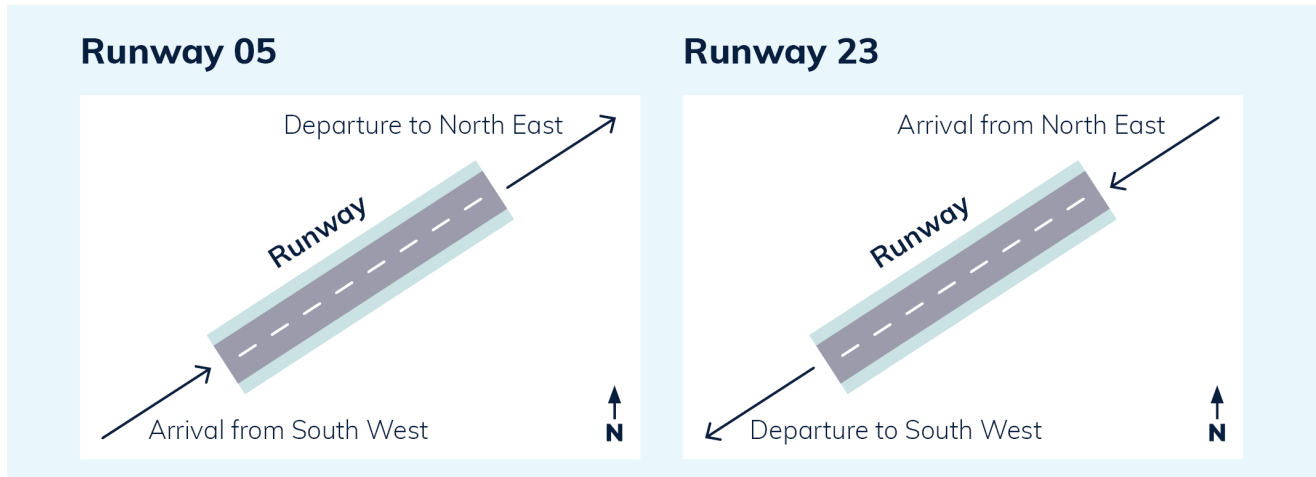 Runway 05
Departure to North East
Runway
Arrival from South West
N
Runway 23
Arrival from North East
Runway
Departure to South West
N